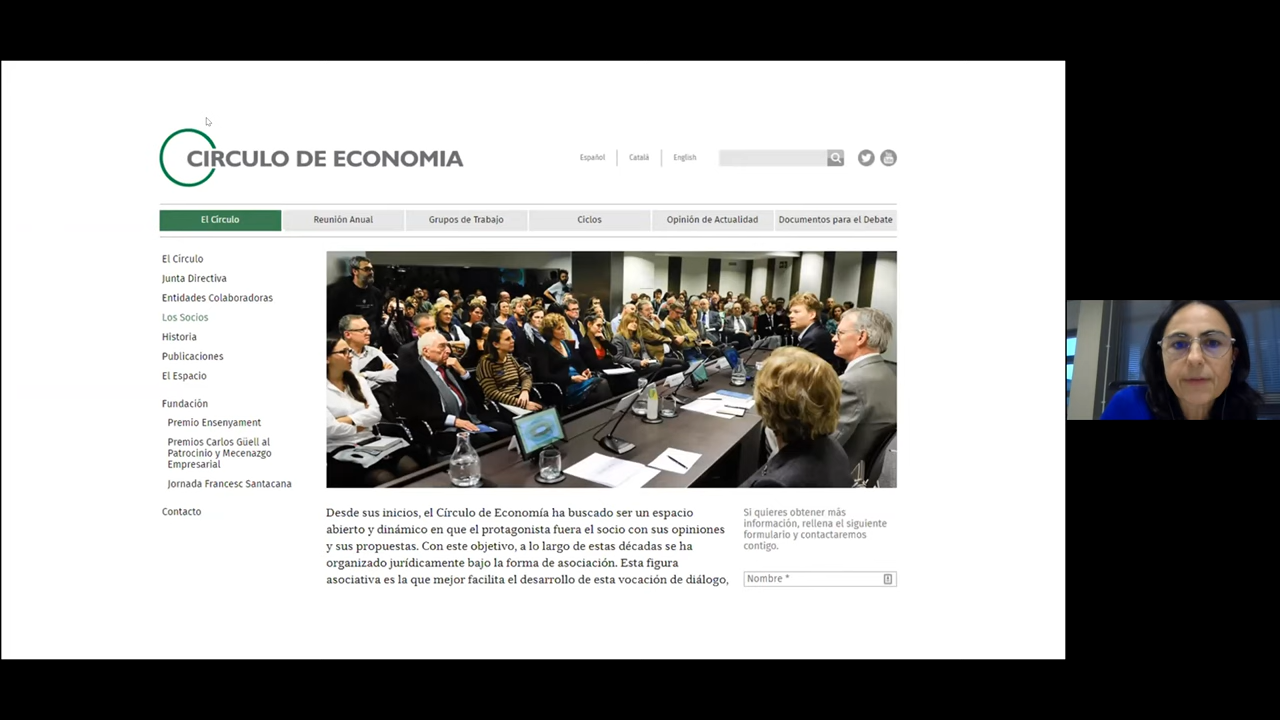 CIRCULO DE ECONOMIA
Español
Català
English
El Círculo
Reunión Anual
Grupos de Trabajo
Ciclos
Opinión de Actualidad
Documentos para el Debate
El Círculo
Junta Directiva
Entidades Colaboradoras
Los Socios
Historia
Publicaciones
El Espacio
Fundación
Premio Ensenyament
Premios Carlos Güell al
Patrocinio y Mecenazgo
Empresarial
Jornada Francesc Santacana
Contacto
Desde sus inicios, el Círculo de Economía ha buscado ser un espacio
abierto y dinámico en que el protagonista fuera el socio con sus opiniones
y sus propuestas. Con este objetivo, a lo largo de estas décadas se ha
organizado jurídicamente bajo la forma de asociación. Esta figura
asociativa es la que mejor facilita el desarrollo de esta vocación de diálogo,
Si quieres obtener más
información, rellena el siguiente
formulario y contactaremos
contigo.
Nombre *